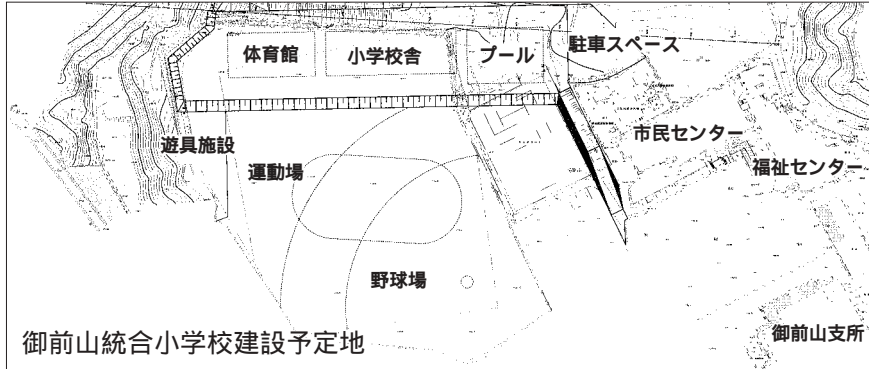 体育館
小学校舎
プール
駐車スペース
遊具施設
運動場
市民センター
福祉センター
野球場
御前山支所
御前山統合小学校建設予定地